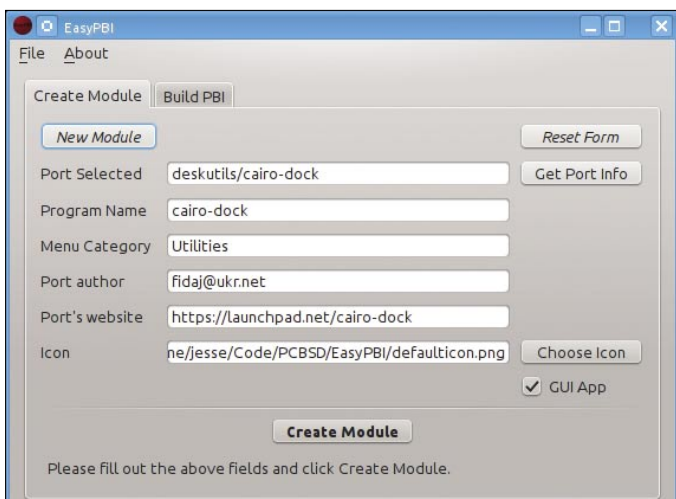 EasyPBI
File About
Create Module Build PBI
New Module Reset Form
Port Selected deskutils/cairo-dock Get Port Info
Program Name cairo-dock
Menu Category Utilities
Port author fidaj@ukr.net
Port's website https://launchpad.net/cairo-dock
Icon ne/jesse/Code/PCBSD/EasyPBI/defaulticon.png Choose Icon
GUI App
Create Module
Please fill out the above fields and click Create Module.